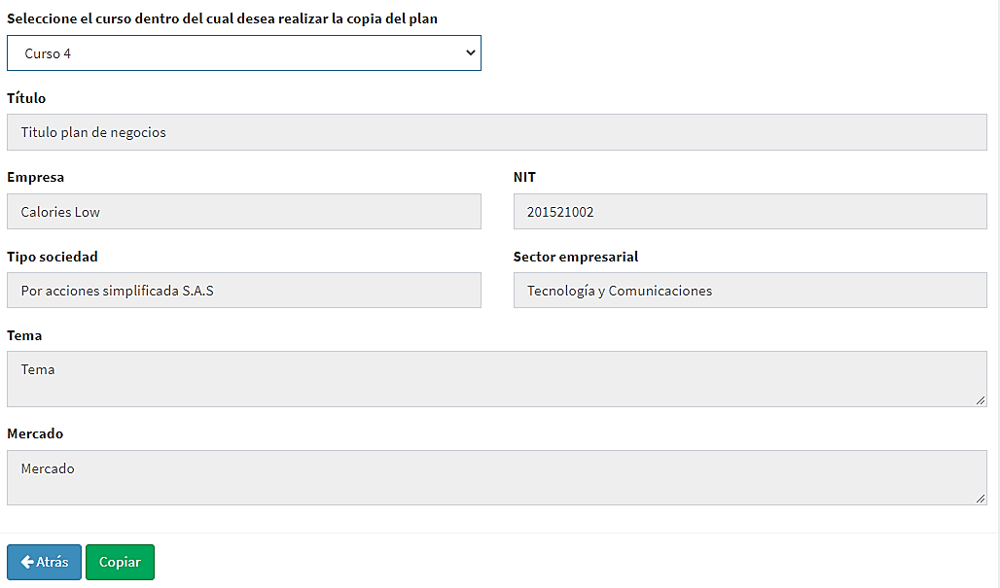 Seleccione el curso dentro del cual desea realizar la copia del plan
Curso 4
Título
Titulo plan de negocios
Empresa
NIT
Calories Low
201521002
Tipo sociedad
Sector empresarial
Por acciones simplificada S.A.S
Tecnología y Comunicaciones
Tema
Tema
Mercado
Mercado
Atrás
Copiar